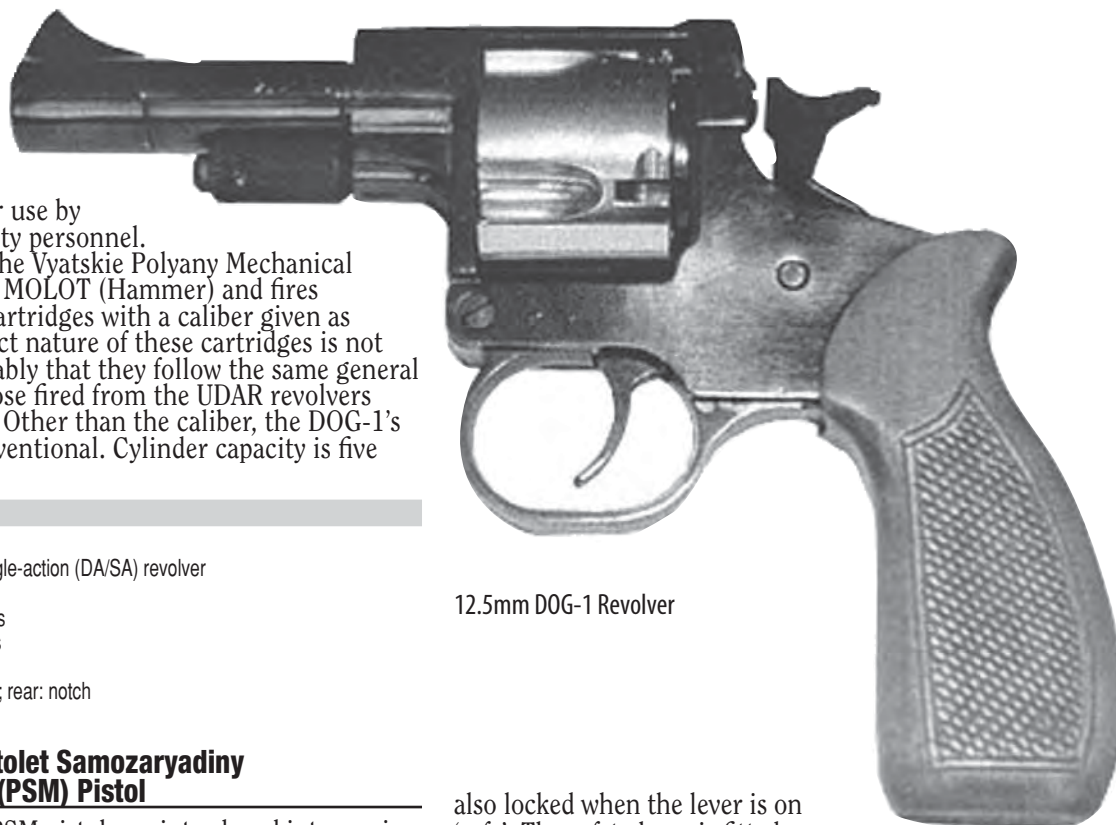 r use by
ty personnel.
he Vyatskie Polyany Mechanical
MOLOT (Hammer) and fires
artridges with a caliber given as
ct nature of these cartridges is not
ably that they follow the same general
ose fired from the UDAR revolvers
Other than the caliber, the DOG-1's
ventional. Cylinder capacity is five
gle-action (DA/SA) revolver
s
s
; rear: notch
12.5mm DOG-1 Revolver
tolet Samozaryadiny
(PSM) Pistol
also locked when the lever is on